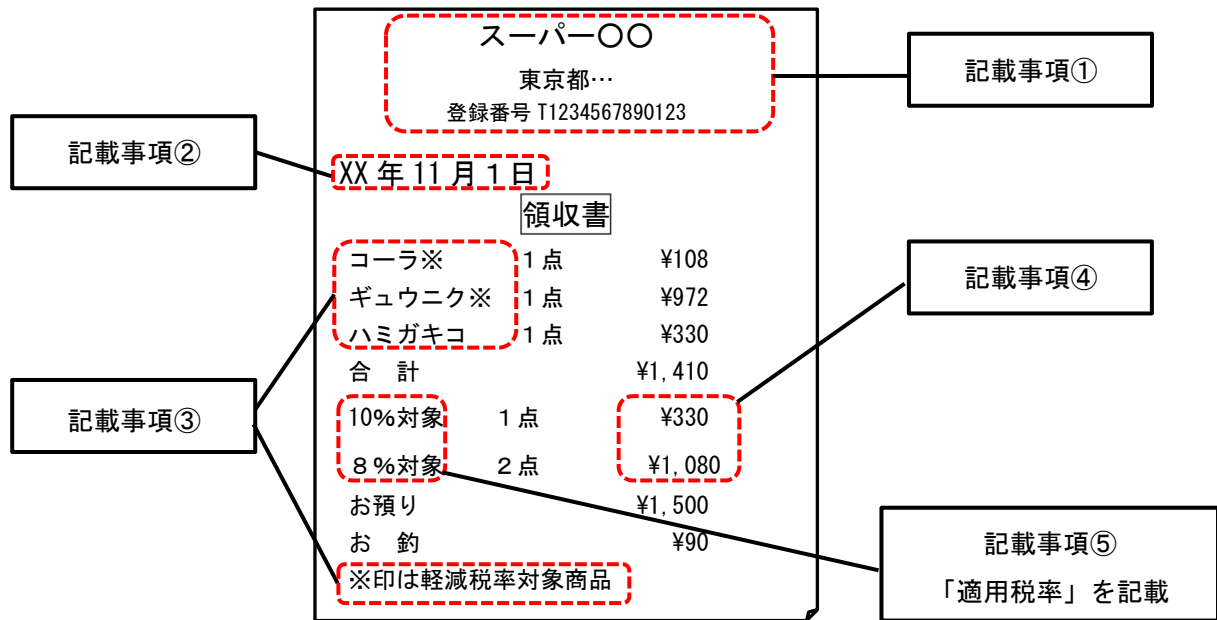 スーパー〇〇
東京都…
登録番号 T1234567890123
記載事項①
記載事項②
XX 年 11 月 1 日
領収書
コーラ※ 1 点 ¥108
ギュウニク※ 1 点 ¥972
ハミガキコ 1 点 ¥330
合 計 ¥1,410
10%対象 1 点 ¥330
8%対象 2 点 ¥1,080
お預り ¥1,500
お 釣 ¥90
※印は軽減税率対象商品
記載事項③
記載事項④
記載事項⑤
「適用税率」を記載